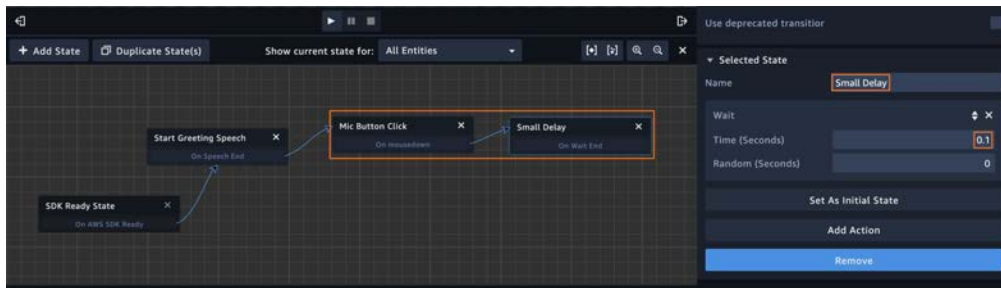 Use deprecated transitior
+ Add State
Duplicate State(s)
Show current state for:
All Entities
Selected State
Name
Small Delay
Mic Button Click
On mousedown
Small Delay
On Wait End
Start Greeting Speech
On Speech End
SDK Ready State
On AWS SDK Ready
Wait
Time (Seconds)
0.1
Random (Seconds)
0
Set As Initial State
Add Action
Remove